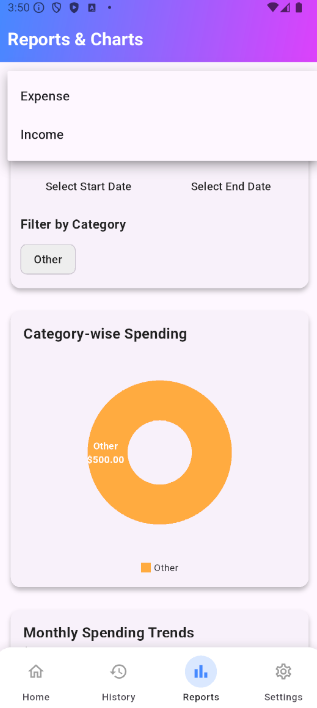 3:50
Reports & Charts
Expense
Income
Select Start Date Select End Date
Filter by Category
Other
Category-wise Spending
Other
$500.00
Other
Monthly Spending Trends
Home History Reports Settings